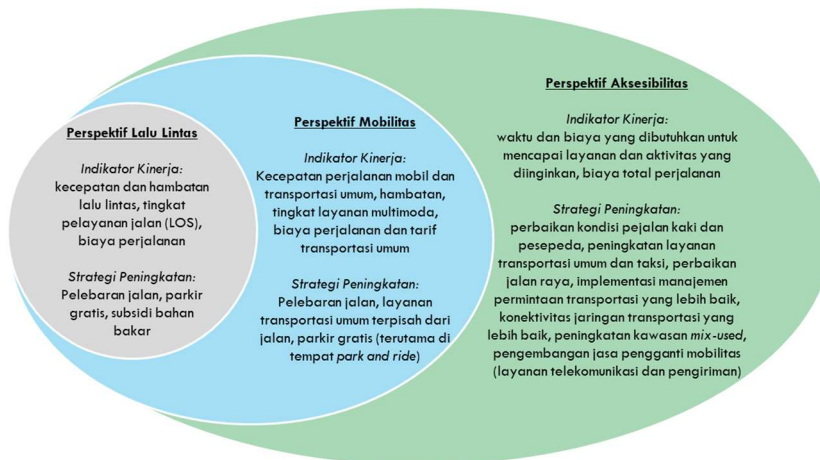 Perspektif Lalu Lintas
Indikator Kinerja:
kecepatan dan hambatan
lalu lintas, tingkat
pelayanan jalan (LOS),
biaya perjalanan
Strategi Peningkatan:
Pelebaran jalan, parkir
gratis, subsidi bahan
bakar
Perspektif Mobilitas
Indikator Kinerja:
Kecepatan perjalanan mobil dan
transportasi umum, hambatan,
tingkat layanan multimoda,
biaya perjalanan dan tarif
transportasi umum
Strategi Peningkatan:
Pelebaran jalan, layanan
transportasi umum terpisah dari
jalan, parkir gratis (terutama di
tempat park and ride)
Perspektif Aksesibilitas
Indikator Kinerja:
waktu dan biaya yang dibutuhkan untuk
mencapai layanan dan aktivitas yang
diinginkan, biaya total perjalanan
Strategi Peningkatan:
perbaikan kondisi pejalan kaki dan
pesepeda, peningkatan layanan
transportasi umum dan taksi, perbaikan
jalan raya, implementasi manajemen
permintaan transportasi yang lebih baik,
konektivitas jaringan transportasi yang
lebih baik, peningkatan kawasan mix-used,
pengembangan jasa pengganti mobilitas
(layanan telekomunikasi dan pengiriman)